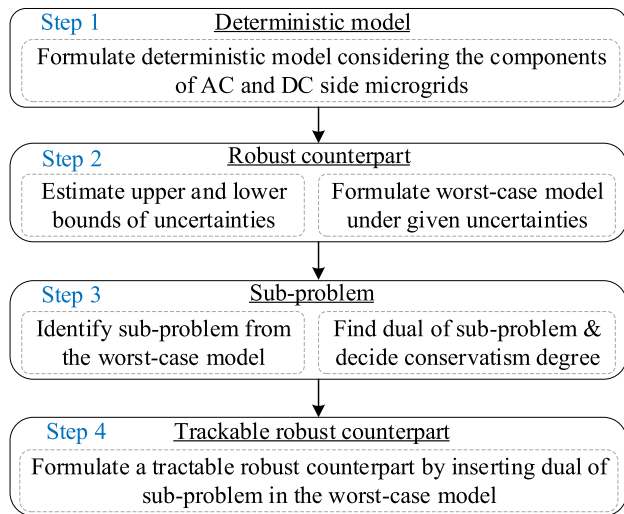 Step 1
Deterministic model
Formulate deterministic model considering the components
of AC and DC side microgrids
Step 2
Robust counterpart
Estimate upper and lower
bounds of uncertainties
Formulate worst-case model
under given uncertainties
Step 3
Sub-problem
Identify sub-problem from
the worst-case model
Find dual of sub-problem &
decide conservatism degree
Step 4
Trackable robust counterpart
Formulate a tractable robust counterpart by inserting dual of
sub-problem in the worst-case model